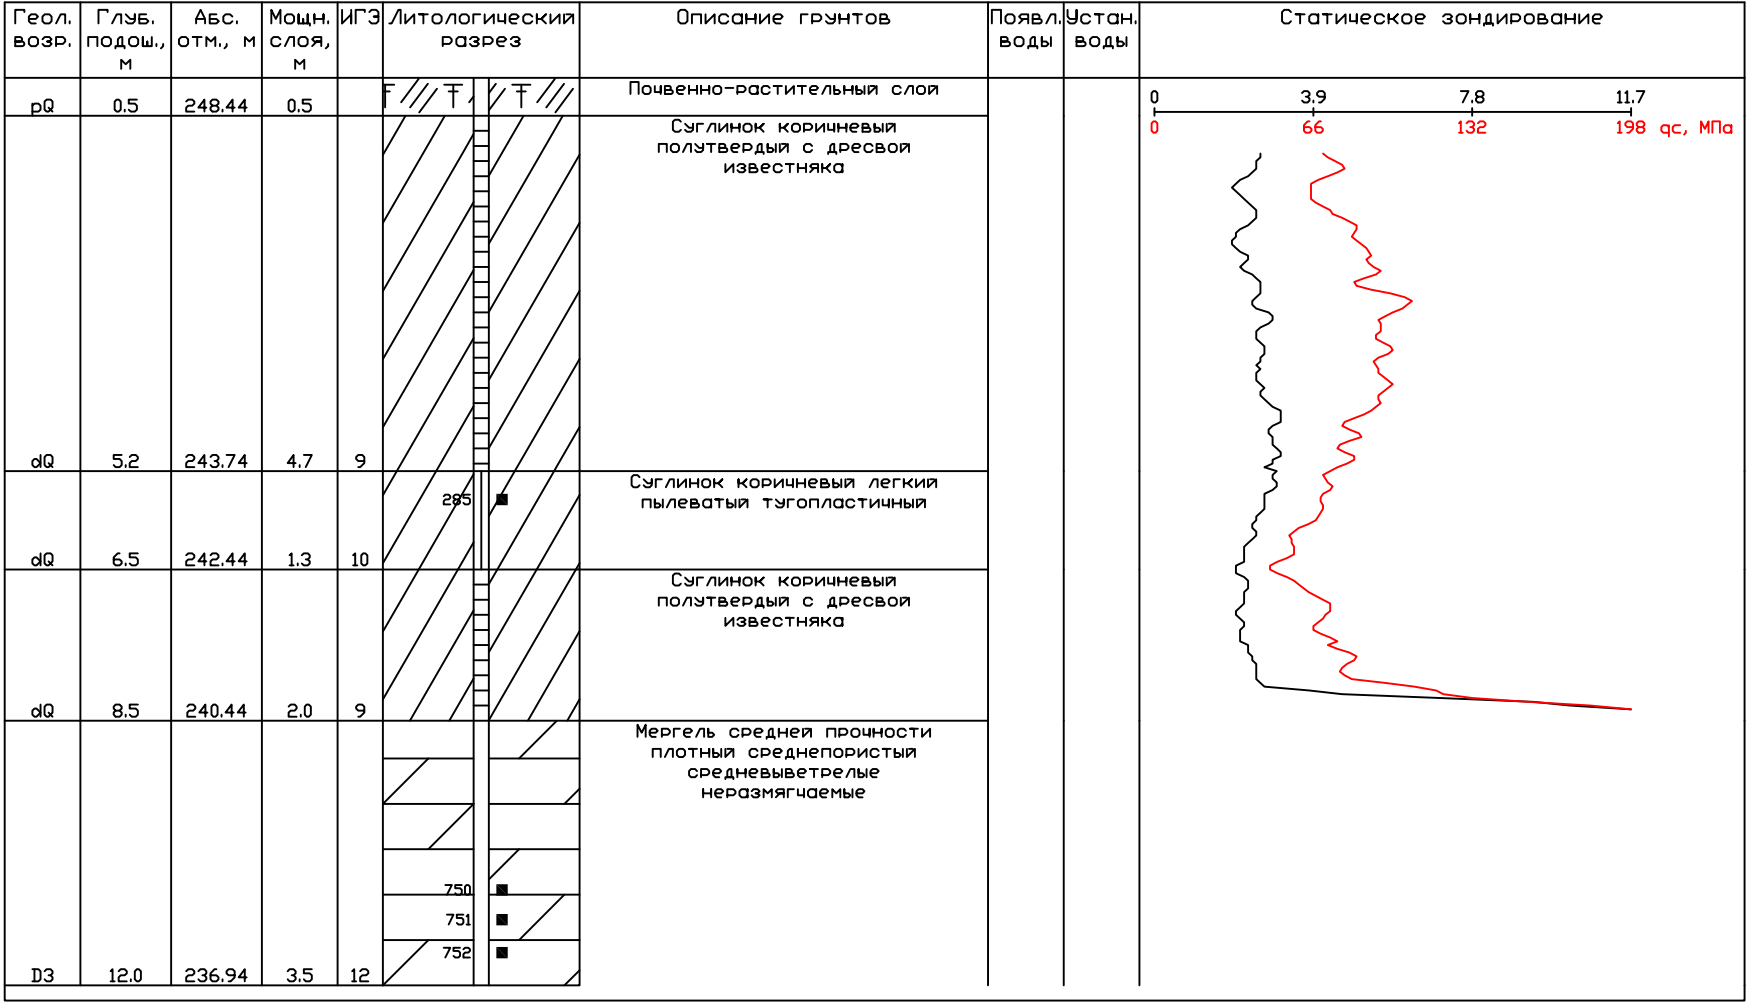 Геол. возр.
Глуб. подош., м
Абс. отм., м
Мощн. слоя, м
ИГЭ
Литологический разрез
Описание грунтов
Появл. воды
Устан. воды
Статическое зондирование
pQ 0.5 248.44 0.5
Почвенно-растительный слой
0 3.9 7.8 11.7
0 66 132 198 qc, МПа
Суглинок коричневый
полутвердый с дресвой
известняка
dQ 5.2 243.74 4.7 9
Суглинок коричневый легкий
пылеватый тугопластичный
285
dQ 6.5 242.44 1.3 10
Суглинок коричневый
полутвердый с дресвой
известняка
dQ 8.5 240.44 2.0 9
Мергель средней прочности
плотный среднепористый
средневыветрелые
неразмягчаемые
750
751
752
D3 12.0 236.94 3.5 12